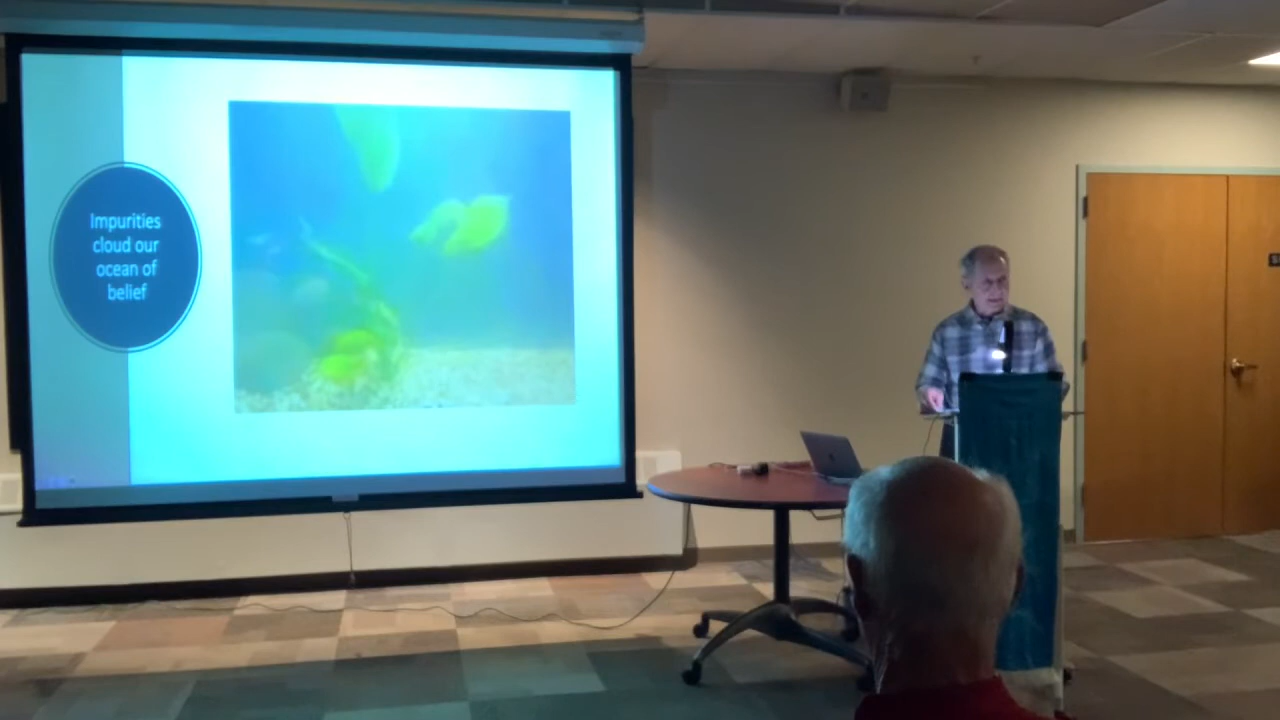 Impurities
cloud our
ocean of
belief